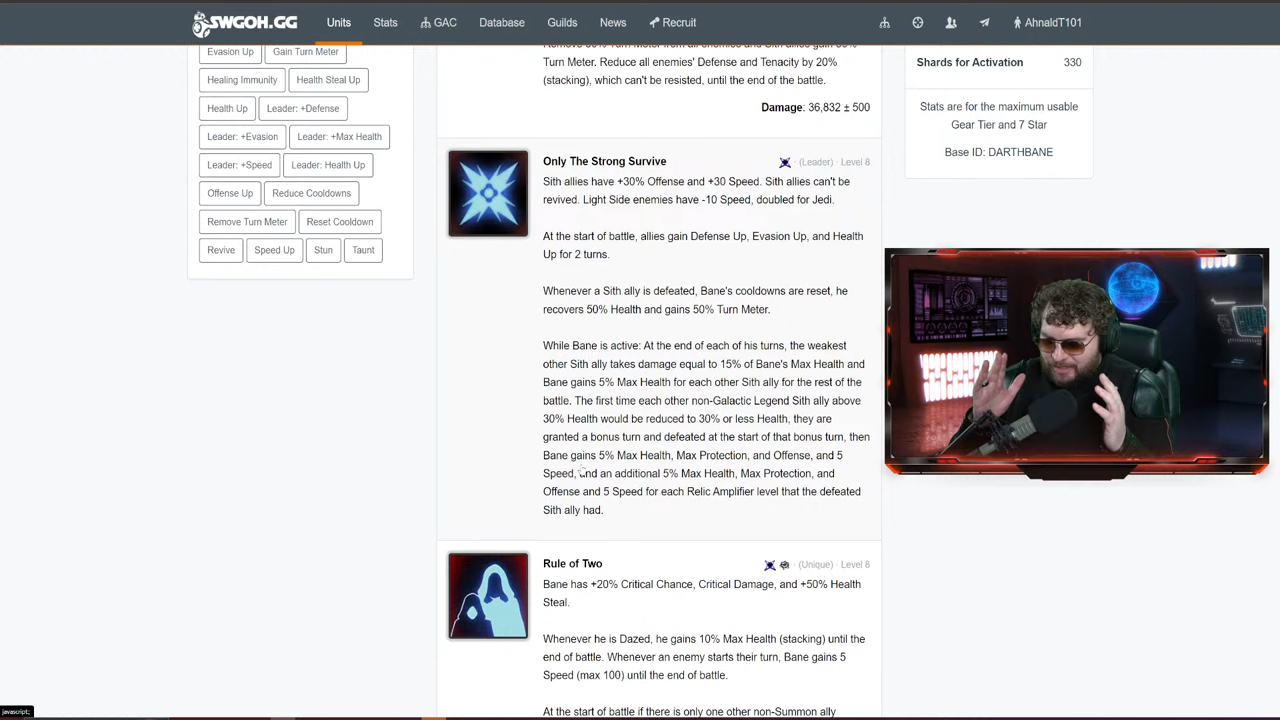 SWGOH.GG
Units
Stats
GAC
Database
Guilds
News
Recruit
AhnaldT101
Evasion Up
Gain Turn Meter
Healing Immunity
Health Steal Up
Health Up
Leader: +Defense
Leader: +Evasion
Leader: +Max Health
Leader: +Speed
Leader: Health Up
Offense Up
Reduce Cooldowns
Remove Turn Meter
Reset Cooldown
Revive
Speed Up
Stun
Taunt
Turn Meter. Reduce all enemies' Defense and Tenacity by 20%
(stacking), which can't be resisted, until the end of the battle.
Damage: 36,832 ± 500
Only The Strong Survive
(Leader) · Level 8
Sith allies have +30% Offense and +30 Speed. Sith allies can't be
revived. Light Side enemies have -10 Speed, doubled for Jedi.
At the start of battle, allies gain Defense Up, Evasion Up, and Health
Up for 2 turns.
Whenever a Sith ally is defeated, Bane's cooldowns are reset, he
recovers 50% Health and gains 50% Turn Meter.
While Bane is active: At the end of each of his turns, the weakest
other Sith ally takes damage equal to 15% of Bane's Max Health and
Bane gains 5% Max Health for each other Sith ally for the rest of the
battle. The first time each other non-Galactic Legend Sith ally above
30% Health would be reduced to 30% or less Health, they are
granted a bonus turn and defeated at the start of that bonus turn, then
Bane gains 5% Max Health, Max Protection, and Offense, and 5
Speed, and an additional 5% Max Health, Max Protection, and
Offense and 5 Speed for each Relic Amplifier level that the defeated
Sith ally had.
Rule of Two
· (Unique) · Level 8
Bane has +20% Critical Chance, Critical Damage, and +50% Health
Steal.
Whenever he is Dazed, he gains 10% Max Health (stacking) until the
end of battle. Whenever an enemy starts their turn, Bane gains 5
Speed (max 100) until the end of battle.
At the start of battle if there is only one other non-Summon ally
Shards for Activation
330
Stats are for the maximum usable
Gear Tier and 7 Star
Base ID: DARTHBANE
javascript:;